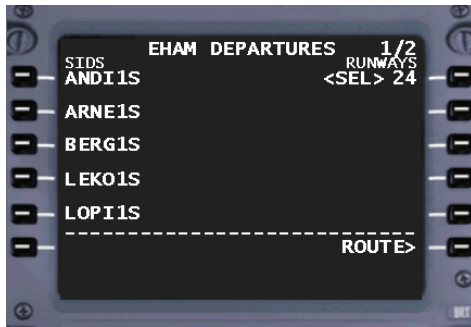 EHAM DEPARTURES 1/2
SIDS RUNWAYS
ANDI1S <SEL> 24
ARNE1S
BERG1S
LEKO1S
LOPI1S
ROUTE>